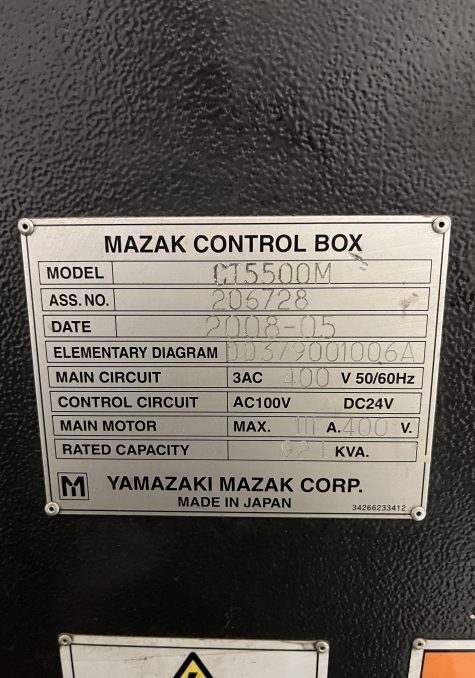 MAZAK CONTROL BOX
MODEL CT5500M
ASS. NO. 206728
DATE 2008-05
ELEMENTARY DIAGRAM
MAIN CIRCUIT 3AC 400 V 50/60Hz
CONTROL CIRCUIT AC100V DC24V
MAIN MOTOR MAX. 111 A. 400 V.
RATED CAPACITY KVA.
M YAMAZAKI MAZAK CORP.
MADE IN JAPAN
34266233412